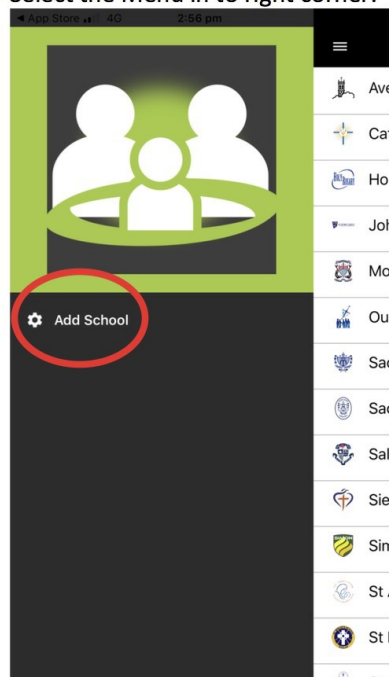 Select the Menu in to right corner.
App Store 4G 2:56 pm
Add School
Ave
Cat
Ho
Joh
Mo
Ou
Sac
Sac
Sal
Sie
Sim
St
St